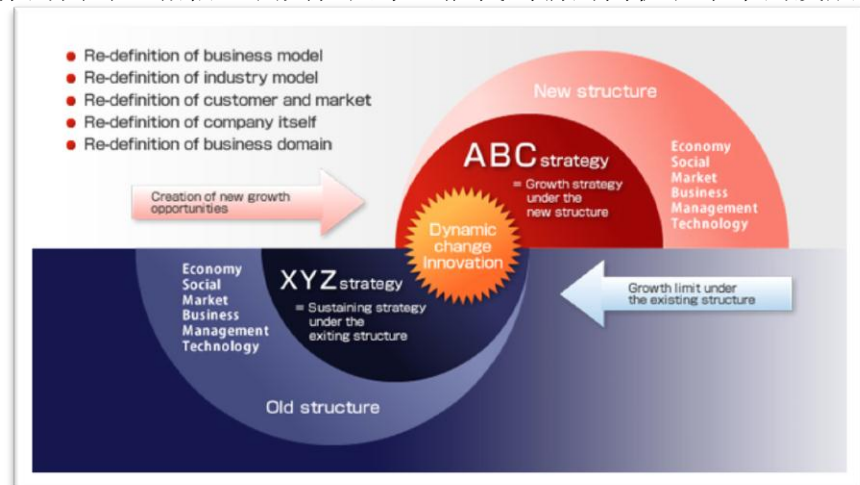 Re-definition of business model
Re-definition of industry model
Re-definition of customer and market
Re-definition of company itself
Re-definition of business domain
New structure
ABC strategy
= Growth strategy
under the
new structure
Economy
Social
Market
Business
Management
Technology
Creation of new growth
opportunities
Dynamic
change
Innovation
Economy
Social
Market
Business
Management
Technology
XYZ strategy
= Sustaining strategy
under the
exiting structure
Growth limit under
the existing structure
Old structure